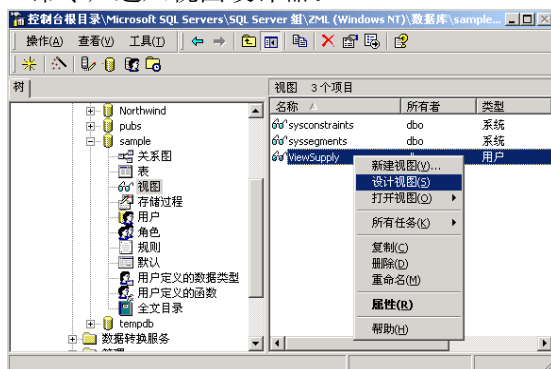 控制台根目录\Microsoft SQL Servers\SQL Server 组\ZML (Windows NT)\数据库\sample...
操作(A) 查看(V) 工具(T)
树
Northwind
pubs
sample
关系图
表
视图
存储过程
用户
角色
规则
默认
用户定义的数据类型
用户定义的函数
全文目录
tempdb
数据转换服务
视图 3个项目
名称 所有者 类型
sysconstraints dbo 系统
syssegments dbo 系统
ViewSupply 用户
新建视图(V)...
设计视图(S)
打开视图(O)
所有任务(K)
复制(C)
删除(D)
重命名(M)
属性(R)
帮助(H)